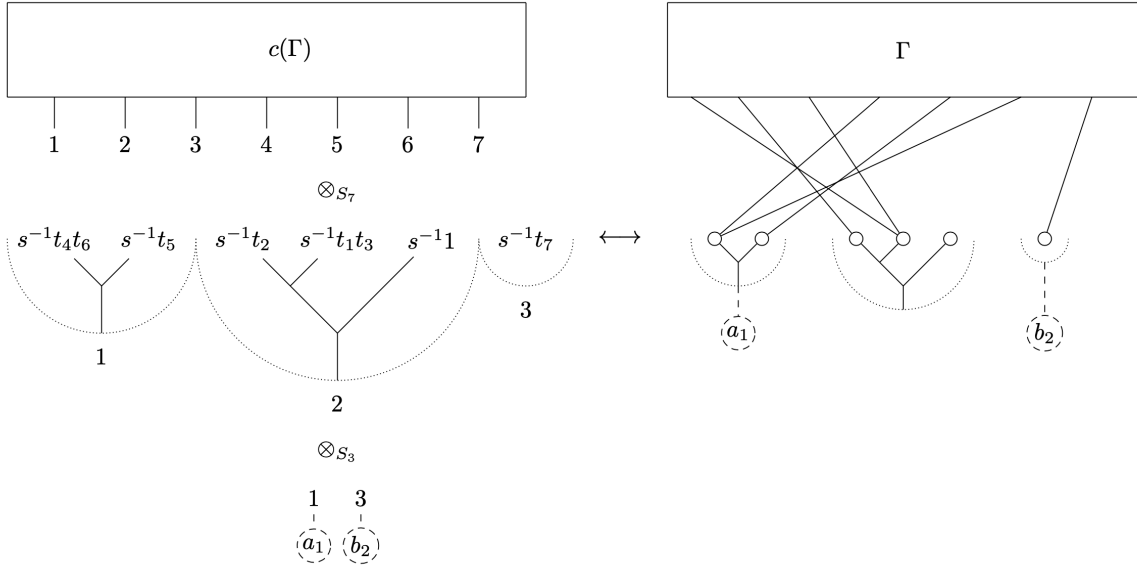 c(Γ) Γ
1 2 3 4 5 6 7
⊗S₇
s⁻¹t₄t₆ s⁻¹t₅ s⁻¹t₂ s⁻¹t₁t₃ s⁻¹1 s⁻¹t₇ ⟷
3
a₁ b₂
1
2
⊗S₃
1 3
a₁ b₂